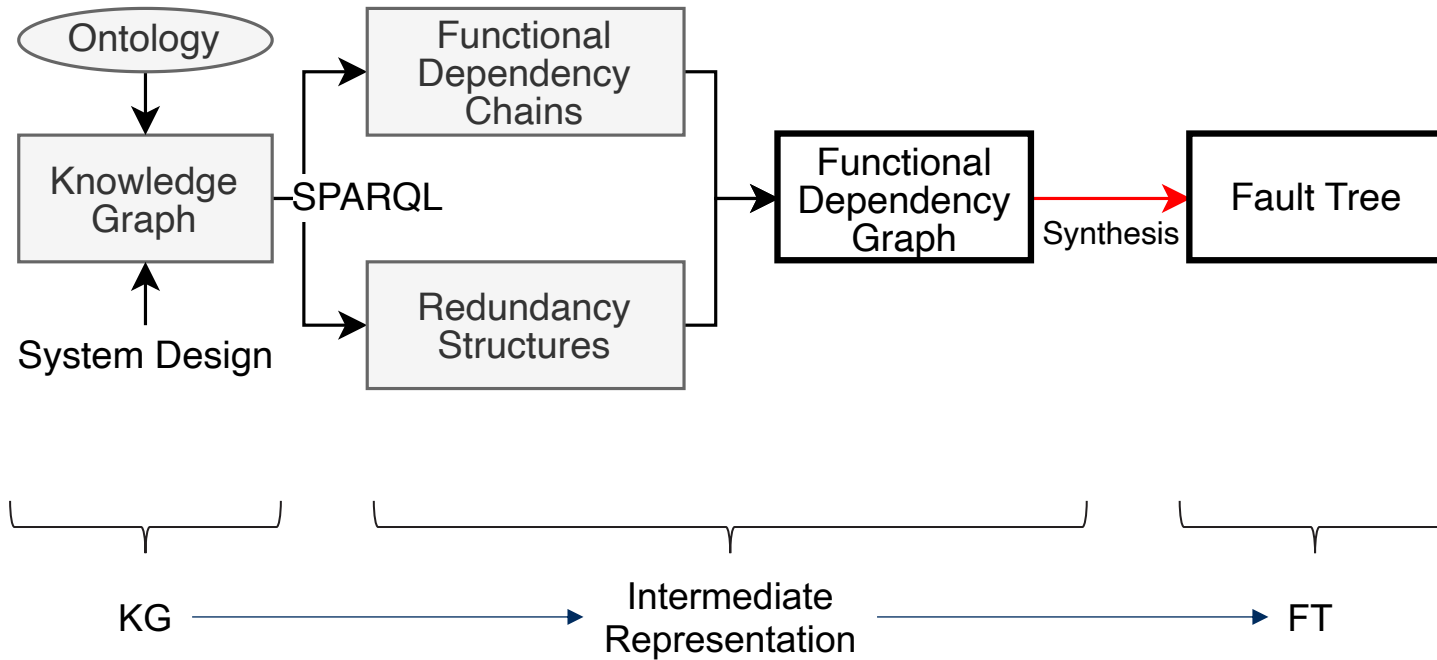 Ontology
Knowledge
Graph
System Design
SPARQL
Functional
Dependency
Chains
Redundancy
Structures
Functional
Dependency
Graph
Synthesis
Fault Tree
KG
Intermediate
Representation
FT